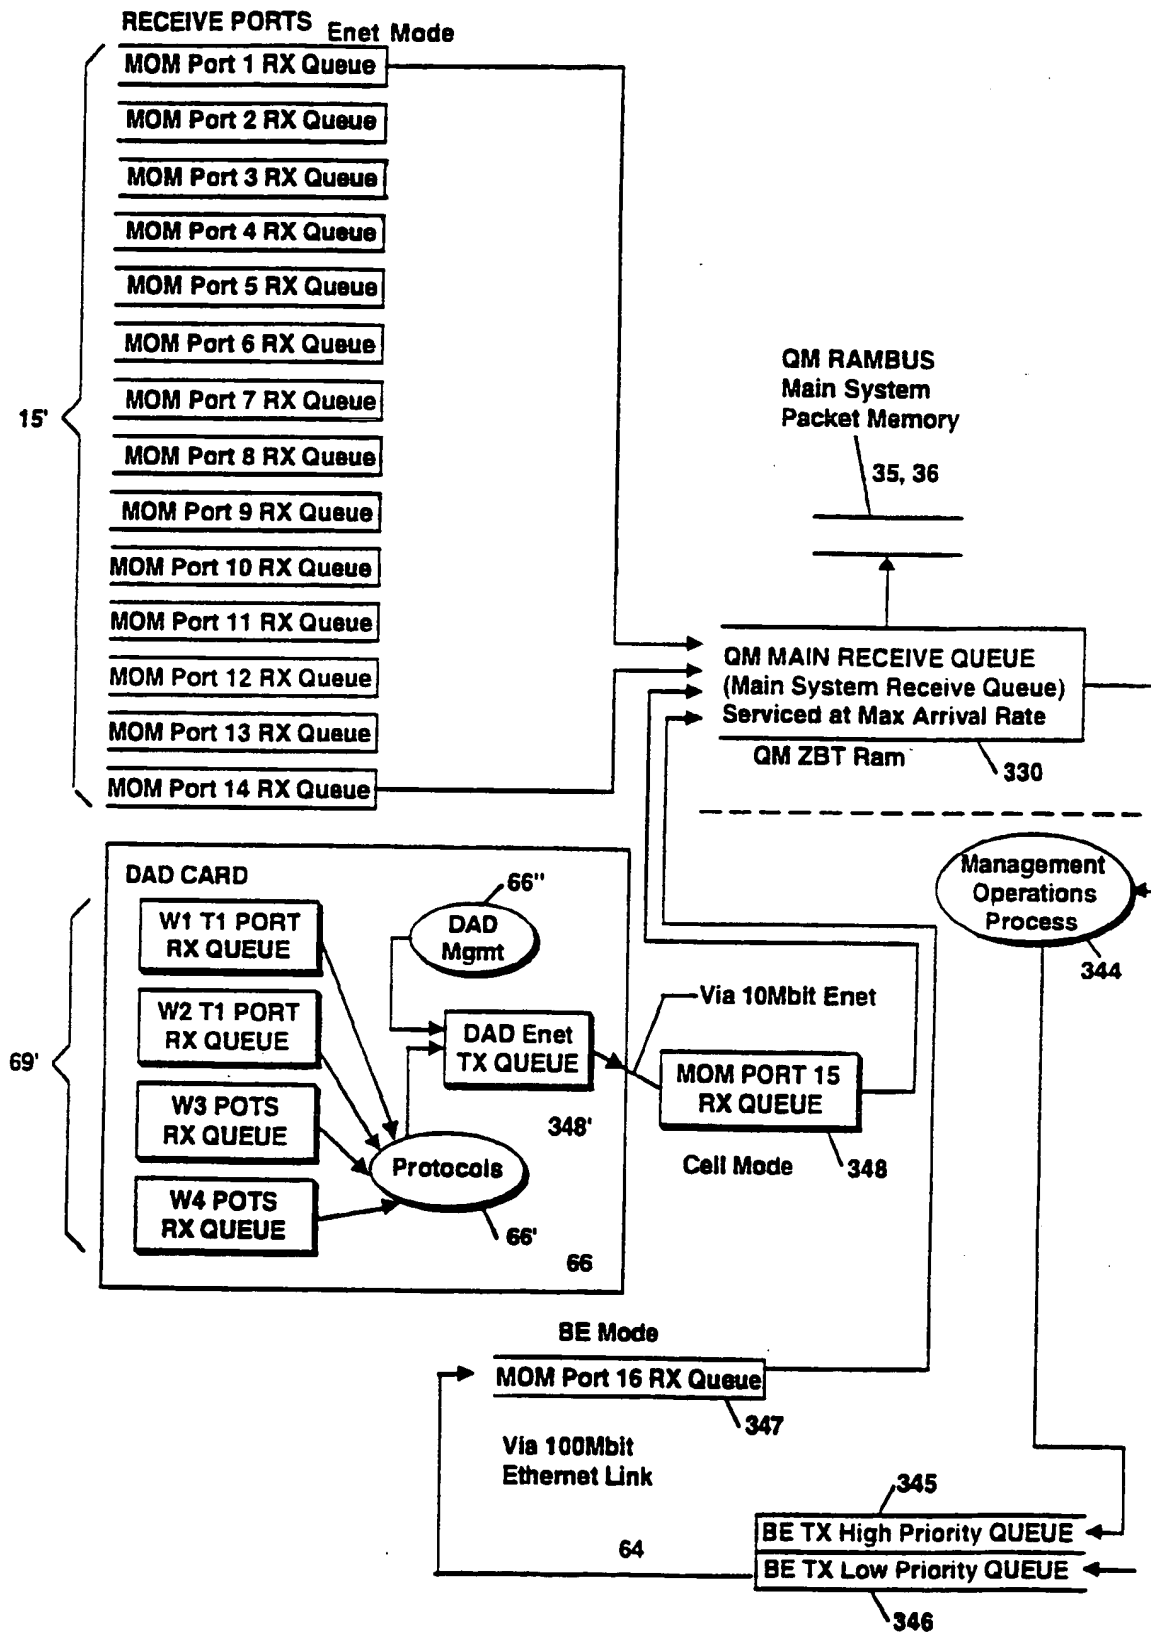 RECEIVE PORTS Enet Mode
MOM Port 1 RX Queue
MOM Port 2 RX Queue
MOM Port 3 RX Queue
MOM Port 4 RX Queue
MOM Port 5 RX Queue
MOM Port 6 RX Queue
MOM Port 7 RX Queue
MOM Port 8 RX Queue
MOM Port 9 RX Queue
MOM Port 10 RX Queue
MOM Port 11 RX Queue
MOM Port 12 RX Queue
MOM Port 13 RX Queue
MOM Port 14 RX Queue
15'
QM RAMBUS
Main System
Packet Memory
35, 36
QM MAIN RECEIVE QUEUE
(Main System Receive Queue)
Serviced at Max Arrival Rate
QM ZBT Ram
330
Management
Operations
Process
344
DAD CARD
69'
W1 T1 PORT
RX QUEUE
W2 T1 PORT
RX QUEUE
W3 POTS
RX QUEUE
W4 POTS
RX QUEUE
66"
DAD
Mgmt
DAD Enet
TX QUEUE
348'
Protocols
66'
66
Via 10Mbit Enet
MOM PORT 15
RX QUEUE
Cell Mode
348
BE Mode
MOM Port 16 RX Queue
347
Via 100Mbit
Ethernet Link
345
BE TX High Priority QUEUE
64
BE TX Low Priority QUEUE
346